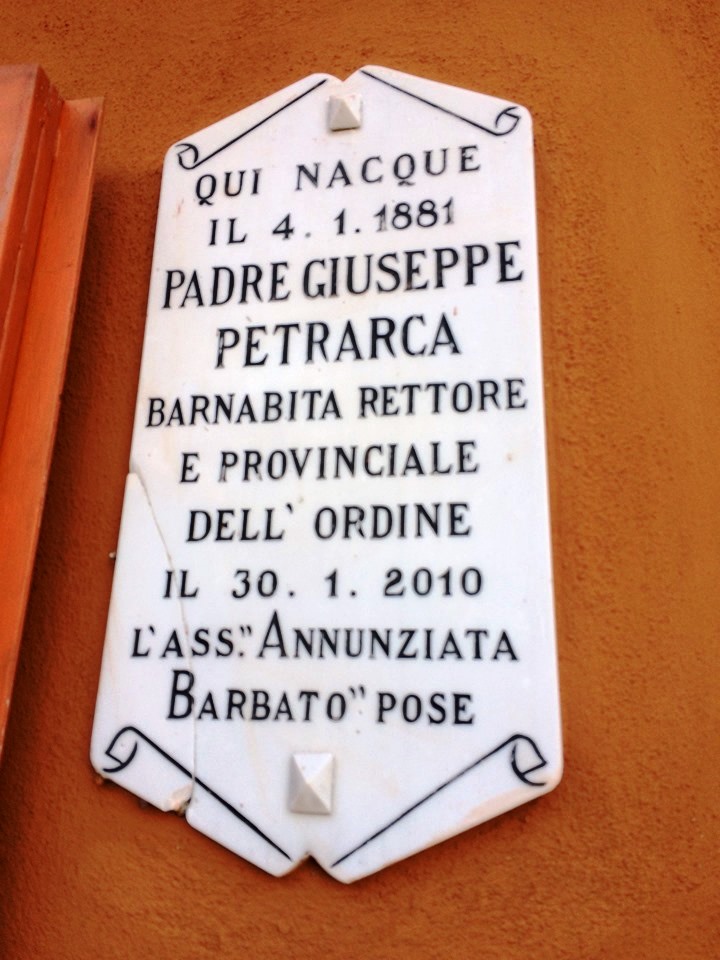 QUI NACQUE
IL 4. 1. 1881
PADRE GIUSEPPE
PETRARCA
BARNABITA RETTORE
E PROVINCIALE
DELL' ORDINE
IL 30. 1. 2010
L'ASS." ANNUNZIATA
BARBATO" POSE